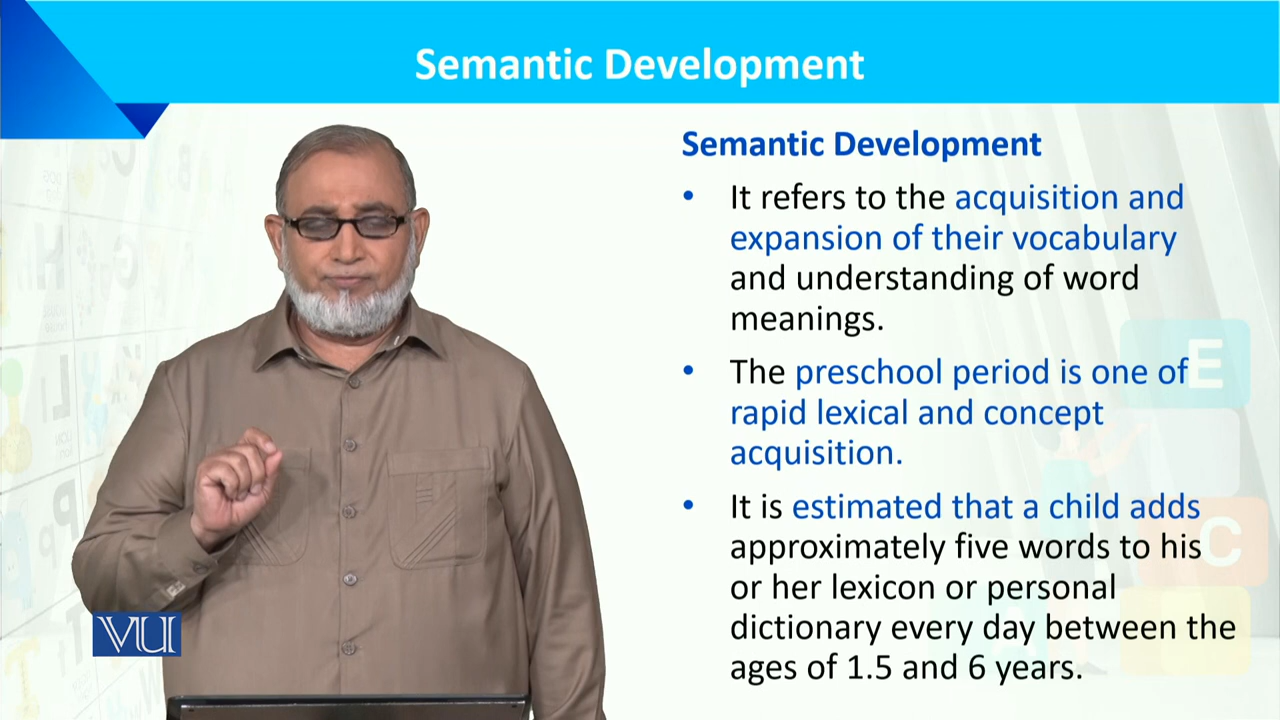 Semantic Development
Semantic Development
• It refers to the acquisition and
expansion of their vocabulary
and understanding of word
meanings.
• The preschool period is one of
rapid lexical and concept
acquisition.
• It is estimated that a child adds
approximately five words to his
or her lexicon or personal
dictionary every day between the
ages of 1.5 and 6 years.
E
C
VU